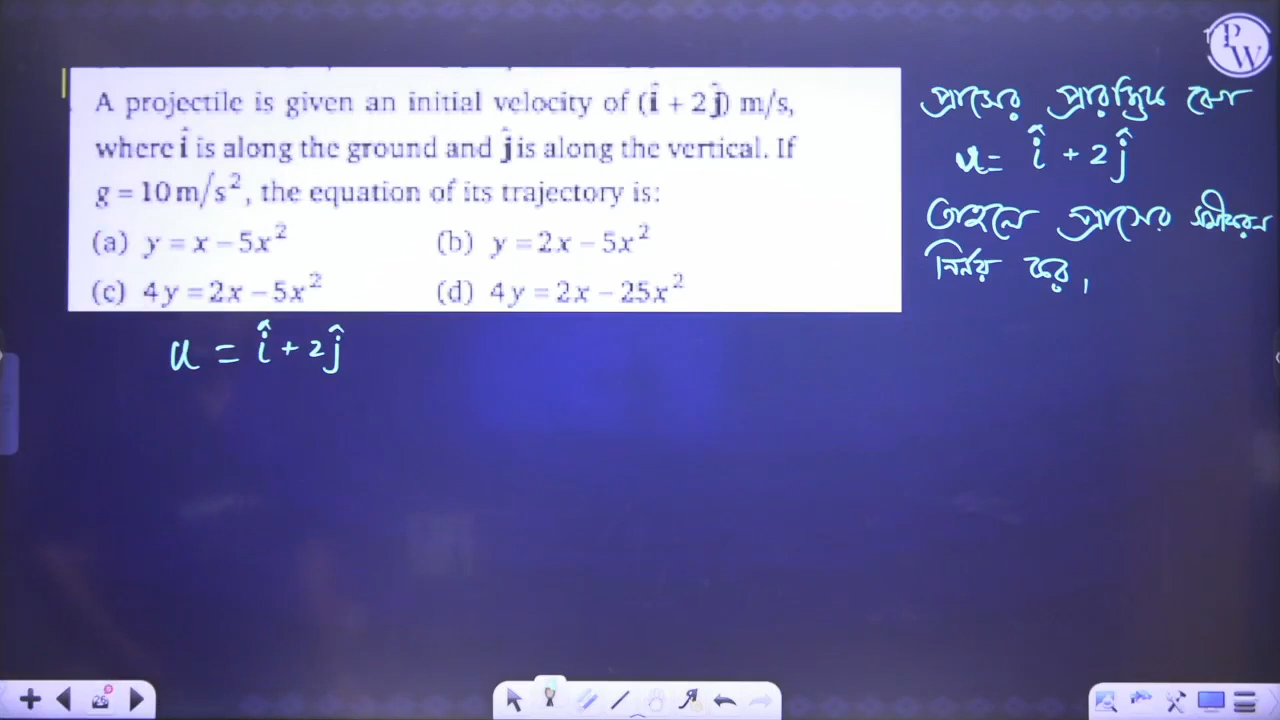 A projectile is given an initial velocity of (î + 2ĵ) m/s,
where î is along the ground and ĵ is along the vertical. If
g = 10 m/s², the equation of its trajectory is:
(a) y = x − 5x² (b) y = 2x − 5x²
(c) 4y = 2x − 5x² (d) 4y = 2x − 25x²
u = î + 2ĵ
PW
প্রাসের প্রারম্ভিক বেগ
u = î + 2ĵ
তাহলে প্রাসের সমীকরণ
নির্ণয় কর।
25